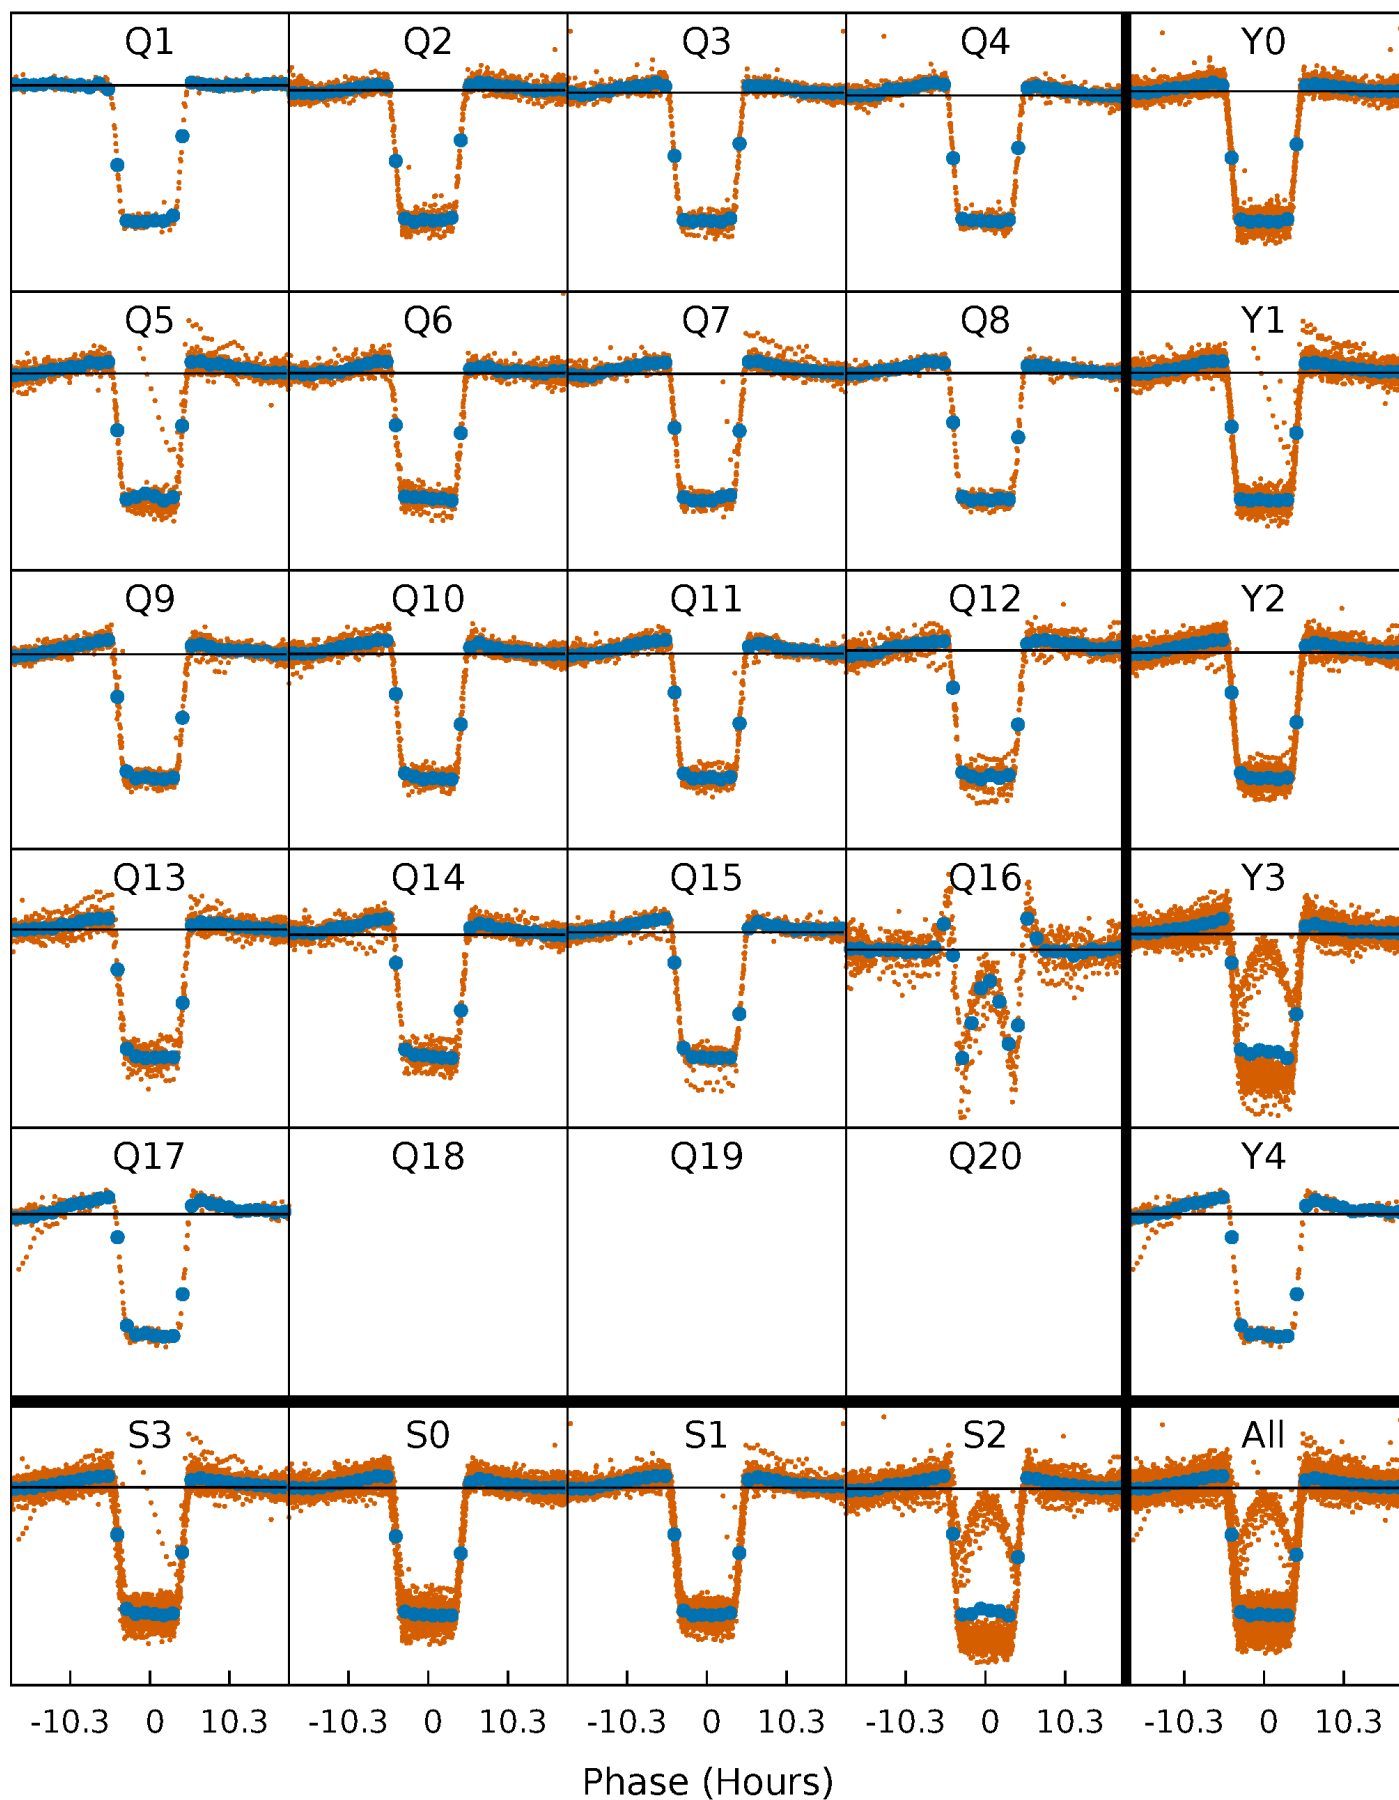 Q1 Q2 Q3 Q4 Y0
Q5 Q6 Q7 Q8 Y1
Q9 Q10 Q11 Q12 Y2
Q13 Q14 Q15 Q16 Y3
Q17 Q18 Q19 Q20 Y4
S3 S0 S1 S2 All
-10.3 0 10.3 -10.3 0 10.3 -10.3 0 10.3 -10.3 0 10.3 -10.3 0 10.3
Phase (Hours)